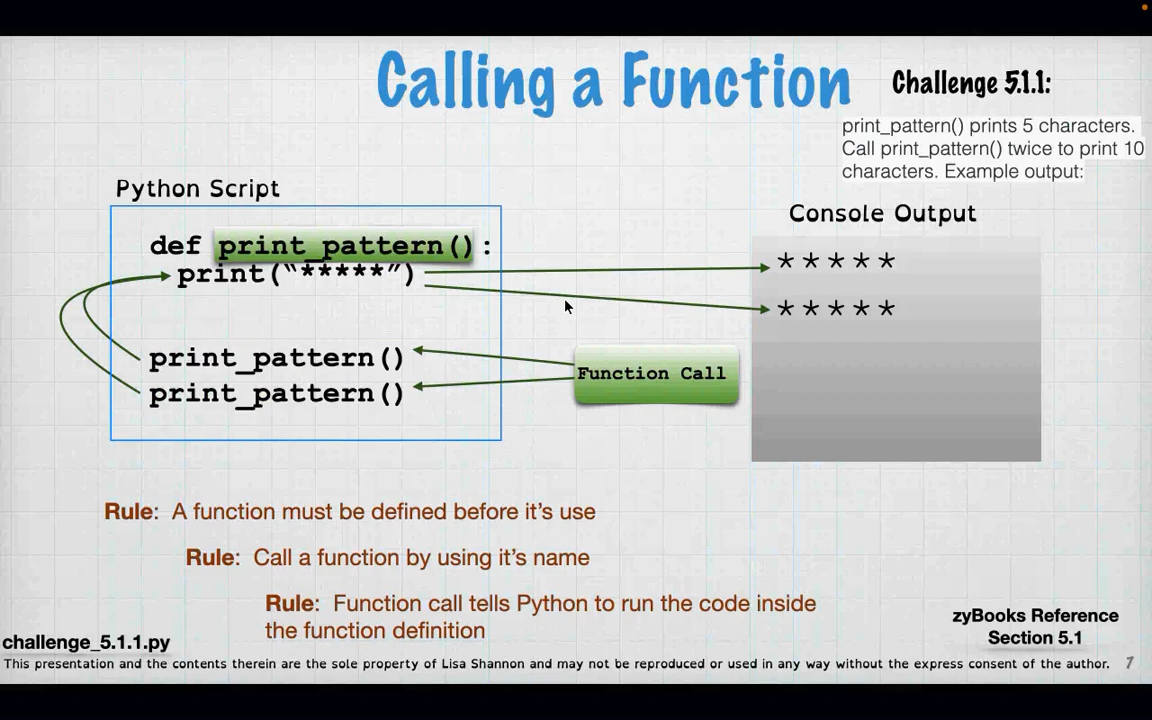 Calling a Function
Challenge 5.1.1:
print_pattern() prints 5 characters.
Call print_pattern() twice to print 10
characters. Example output:
Python Script
def print_pattern():
print(“*****”)
print_pattern()
print_pattern()
Function Call
Console Output
*****
*****
Rule: A function must be defined before it’s use
Rule: Call a function by using it’s name
Rule: Function call tells Python to run the code inside
the function definition
zyBooks Reference
Section 5.1
challenge_5.1.1.py
This presentation and the contents therein are the sole property of Lisa Shannon and may not be reproduced or used in any way without the express consent of the author.
7